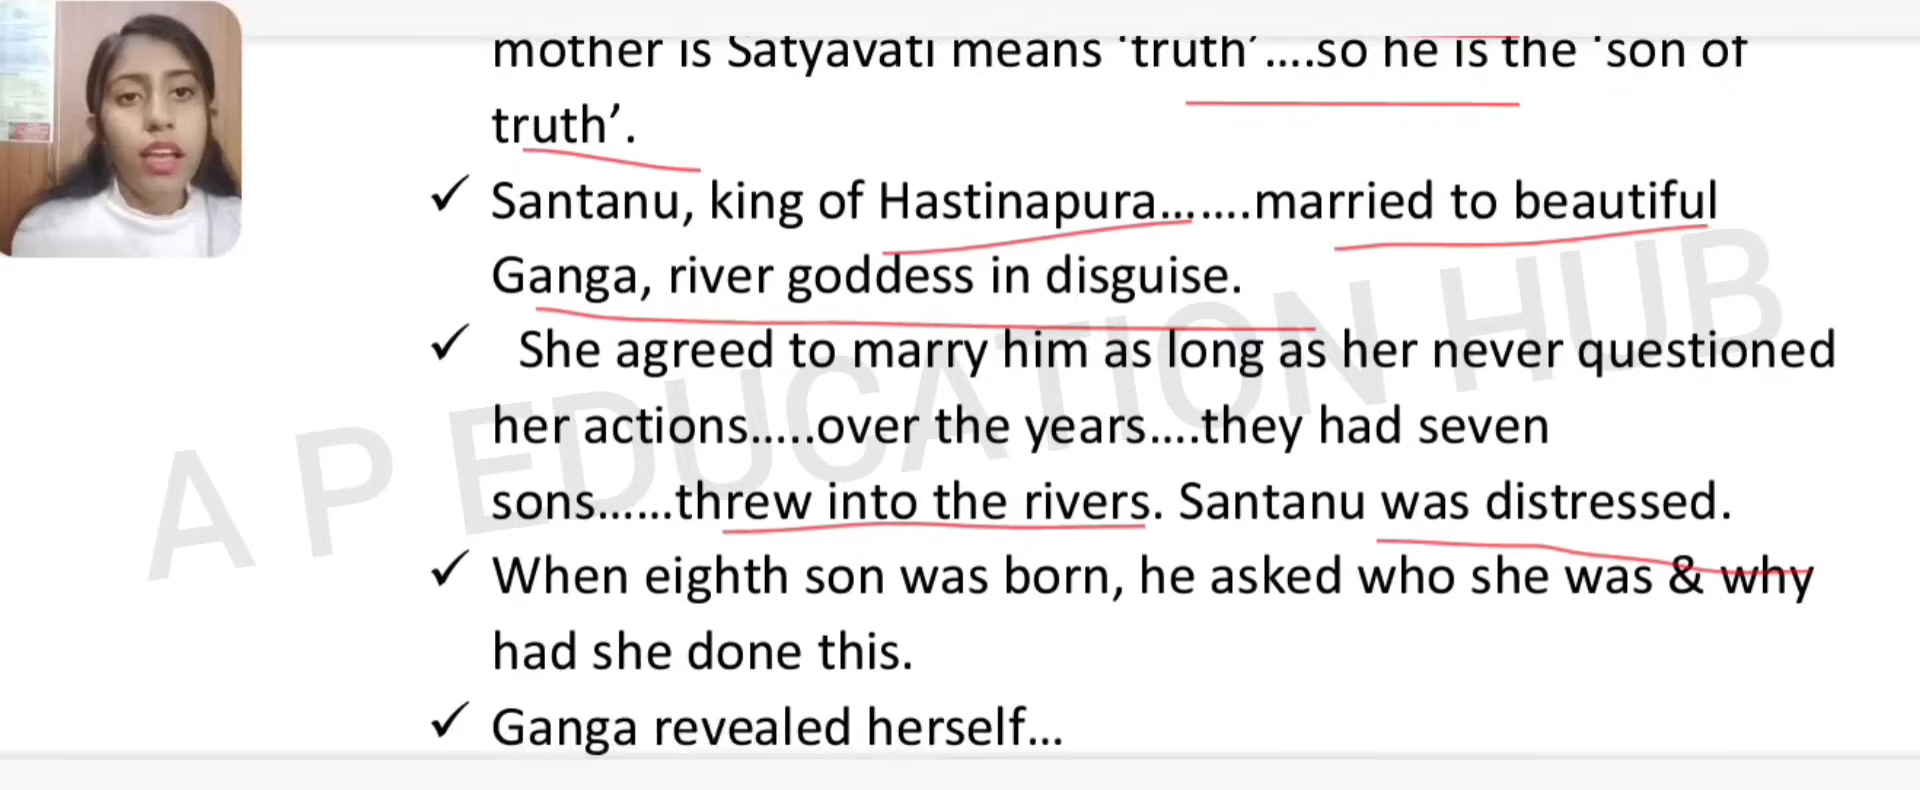 mother is Satyavati means ‘truth’....so he is the ‘son of
truth’.
✓ Santanu, king of Hastinapura.......married to beautiful
Ganga, river goddess in disguise.
✓ She agreed to marry him as long as her never questioned
her actions.....over the years....they had seven
sons......threw into the rivers. Santanu was distressed.
✓ When eighth son was born, he asked who she was & why
had she done this.
✓ Ganga revealed herself...
A P EDUCATION HUB